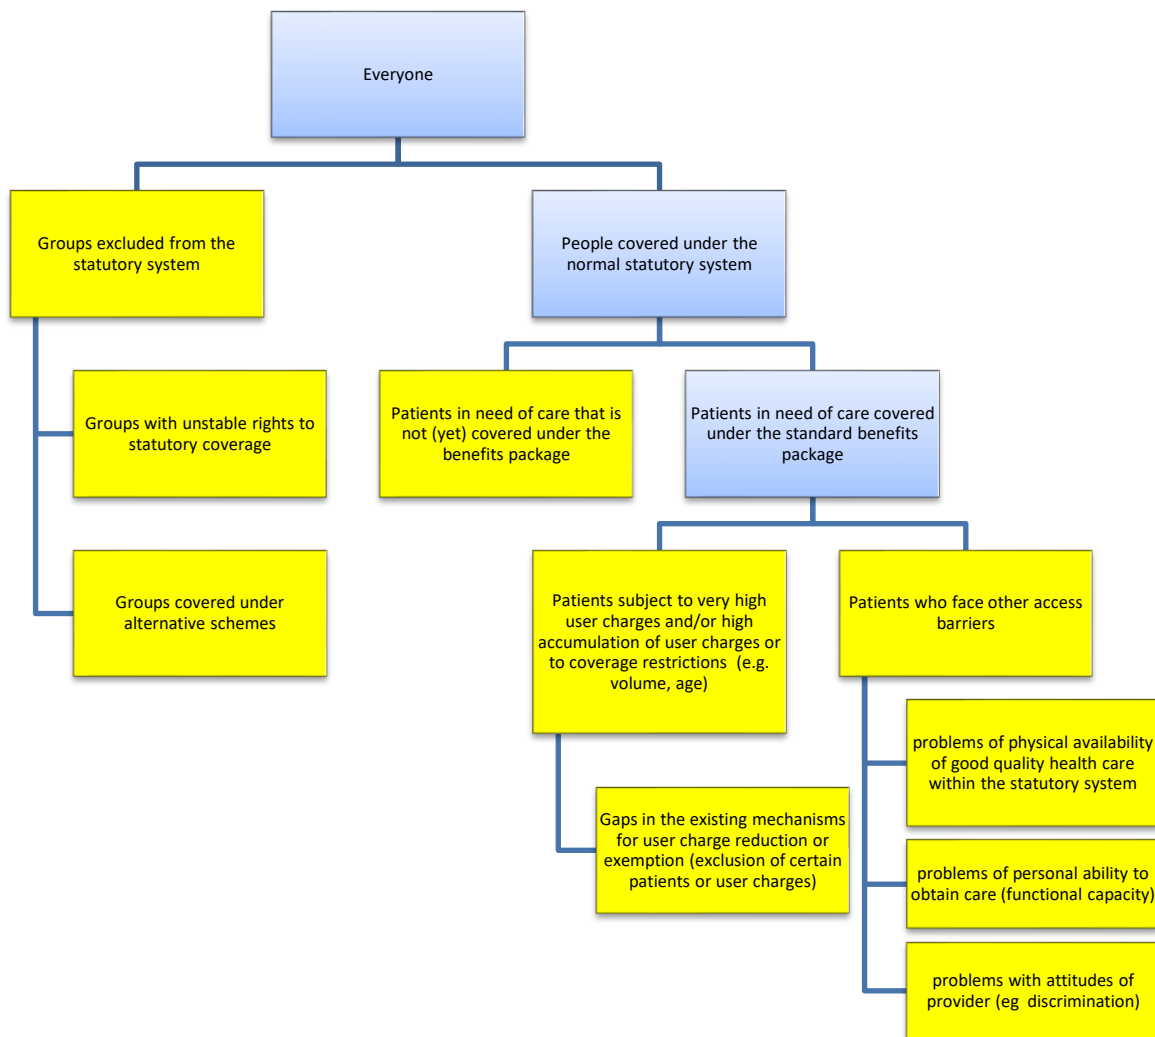 Everyone
Groups excluded from the
statutory system
People covered under the
normal statutory system
Groups with unstable rights to
statutory coverage
Patients in need of care that is
not (yet) covered under the
benefits package
Patients in need of care covered
under the standard benefits
package
Groups covered under
alternative schemes
Patients subject to very high
user charges and/or high
accumulation of user charges or
to coverage restrictions (e.g.
volume, age)
Patients who face other access
barriers
Gaps in the existing mechanisms
for user charge reduction or
exemption (exclusion of certain
patients or user charges)
problems of physical availability
of good quality health care
within the statutory system
problems of personal ability to
obtain care (functional capacity)
problems with attitudes of
provider (eg discrimination)